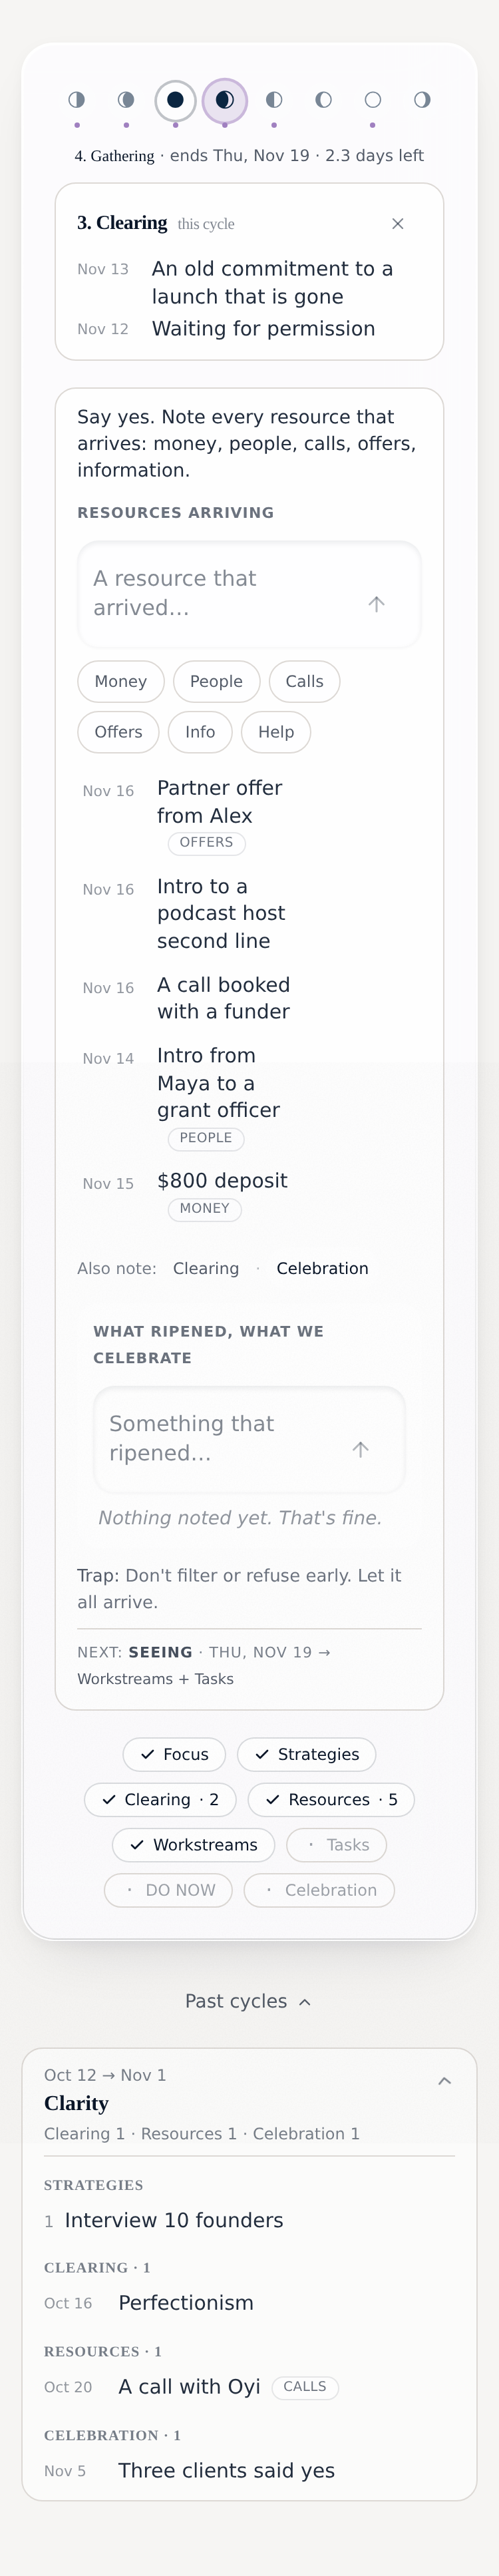 4. Gathering · ends Thu, Nov 19 · 2.3 days left
3. Clearing this cycle
Nov 13 An old commitment to a
launch that is gone
Nov 12 Waiting for permission
Say yes. Note every resource that
arrives: money, people, calls, offers,
information.
RESOURCES ARRIVING
A resource that
arrived…
Money People Calls
Offers Info Help
Nov 16 Partner offer
from Alex
OFFERS
Nov 16 Intro to a
podcast host
second line
Nov 16 A call booked
with a funder
Nov 14 Intro from
Maya to a
grant officer
PEOPLE
Nov 15 $800 deposit
MONEY
Also note: Clearing · Celebration
WHAT RIPENED, WHAT WE
CELEBRATE
Something that
ripened…
Nothing noted yet. That's fine.
Trap: Don't filter or refuse early. Let it
all arrive.
NEXT: SEEING · THU, NOV 19 →
Workstreams + Tasks
✓ Focus ✓ Strategies
✓ Clearing · 2 ✓ Resources · 5
✓ Workstreams · Tasks
· DO NOW · Celebration
Past cycles
Oct 12 → Nov 1
Clarity
Clearing 1 · Resources 1 · Celebration 1
STRATEGIES
1 Interview 10 founders
CLEARING · 1
Oct 16 Perfectionism
RESOURCES · 1
Oct 20 A call with Oyi CALLS
CELEBRATION · 1
Nov 5 Three clients said yes